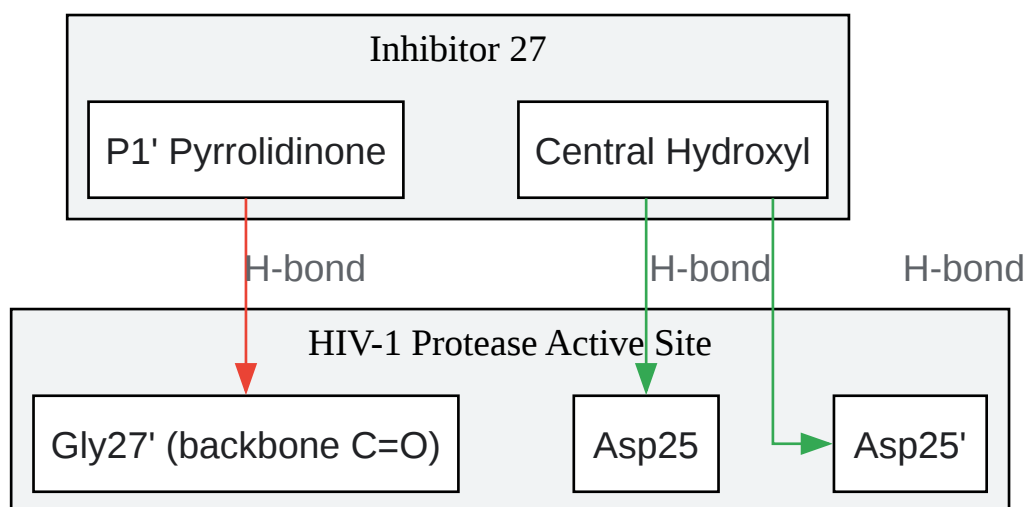 Inhibitor 27
P1' Pyrrolidinone
Central Hydroxyl
H-bond
H-bond
H-bond
HIV-1 Protease Active Site
Gly27' (backbone C=O)
Asp25
Asp25'